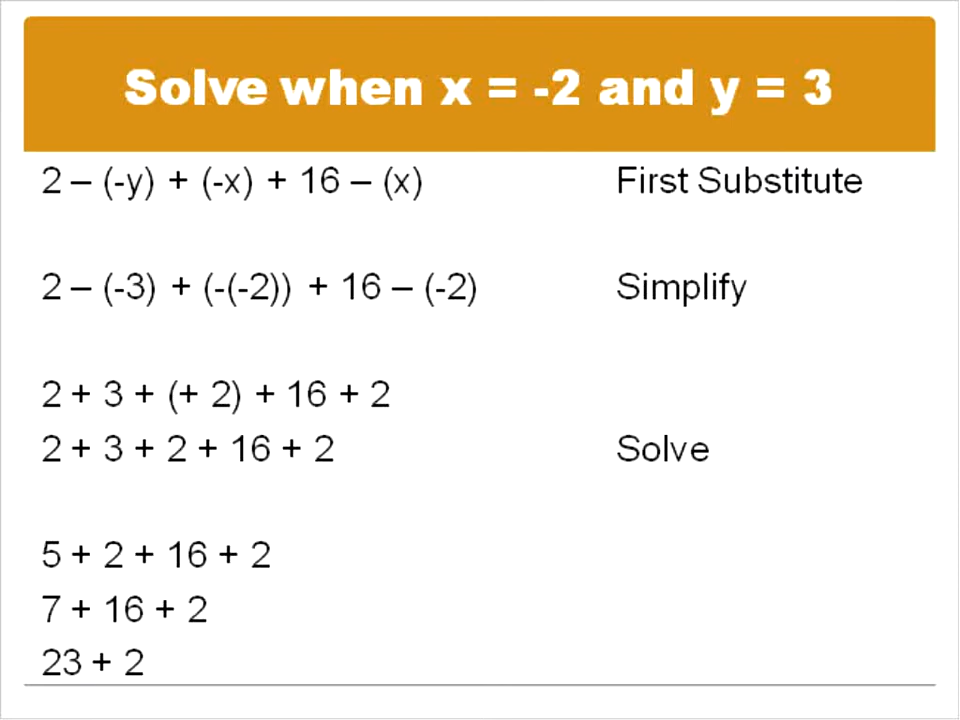 Solve when x = -2 and y = 3
2 – (-y) + (-x) + 16 – (x) First Substitute
2 – (-3) + (-(-2)) + 16 – (-2) Simplify
2 + 3 + (+ 2) + 16 + 2
2 + 3 + 2 + 16 + 2 Solve
5 + 2 + 16 + 2
7 + 16 + 2
23 + 2